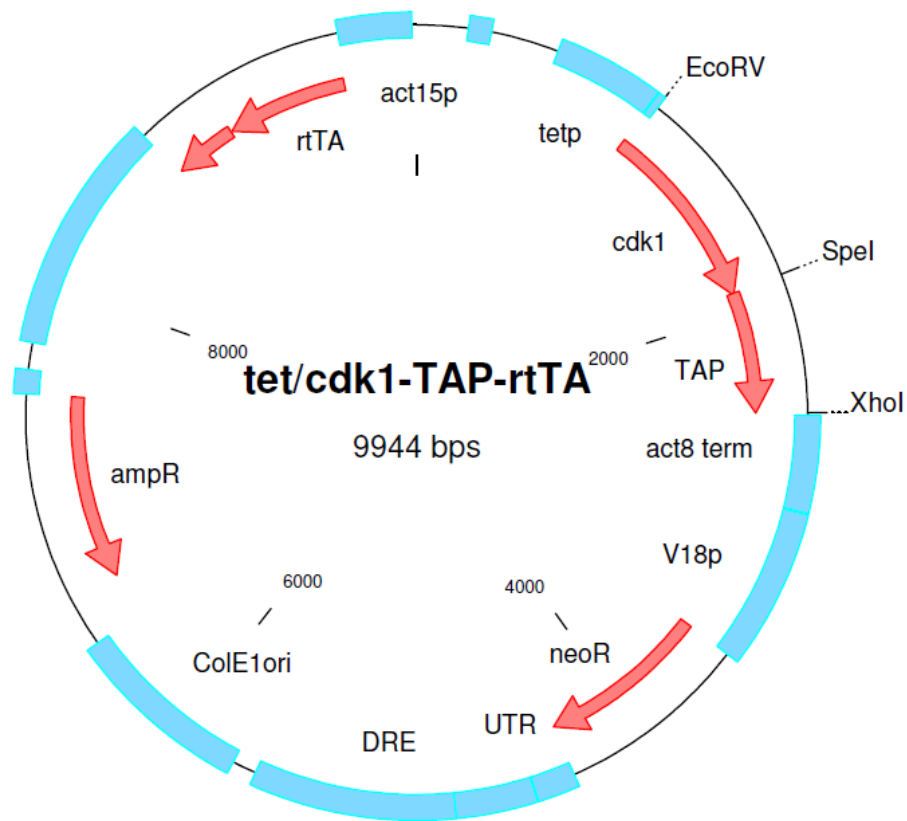 act15p
EcoRV
rtTA
tetp
I
cdk1
SpeI
8000
2000
tet/cdk1-TAP-rtTA
TAP
XhoI
9944 bps
act8 term
ampR
V18p
6000
4000
ColE1ori
neoR
UTR
DRE